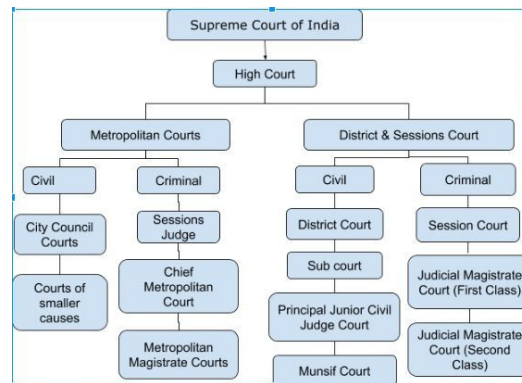 Supreme Court of India
High Court
Metropolitan Courts
District & Sessions Court
Civil
Criminal
Civil
Criminal
City Council
Courts
Sessions
Judge
District Court
Session Court
Courts of
smaller
causes
Chief
Metropolitan
Court
Sub court
Judicial Magistrate
Court (First Class)
Principal Junior Civil
Judge Court
Metropolitan
Magistrate Courts
Munsif Court
Judicial Magistrate
Court (Second
Class)